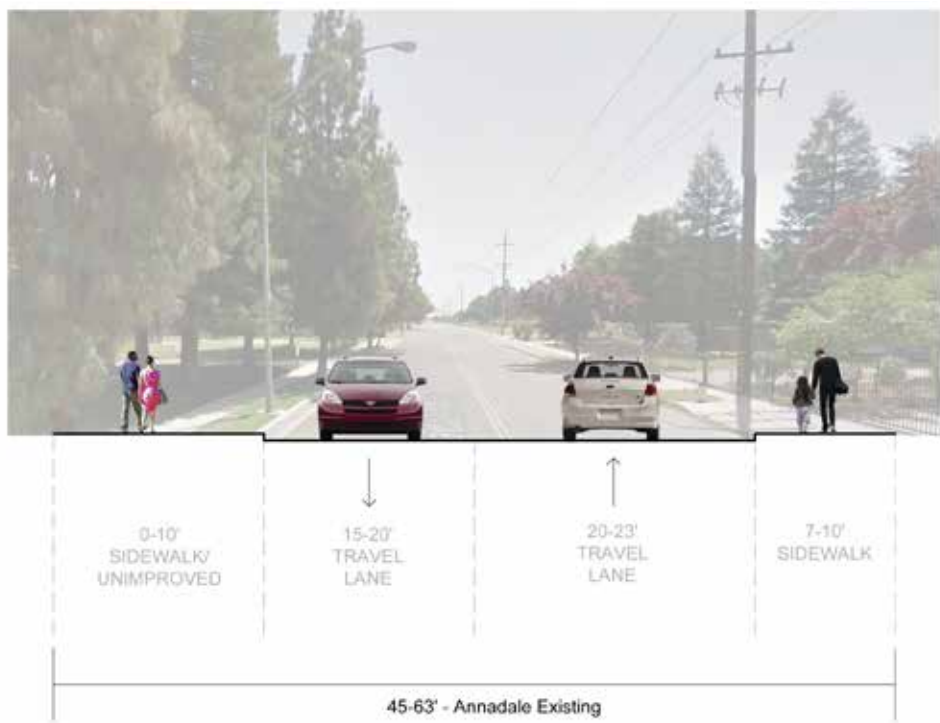 0-10'
SIDEWALK/
UNIMPROVED
15-20'
TRAVEL
LANE
20-23'
TRAVEL
LANE
7-10'
SIDEWALK
45-63' - Annadale Existing